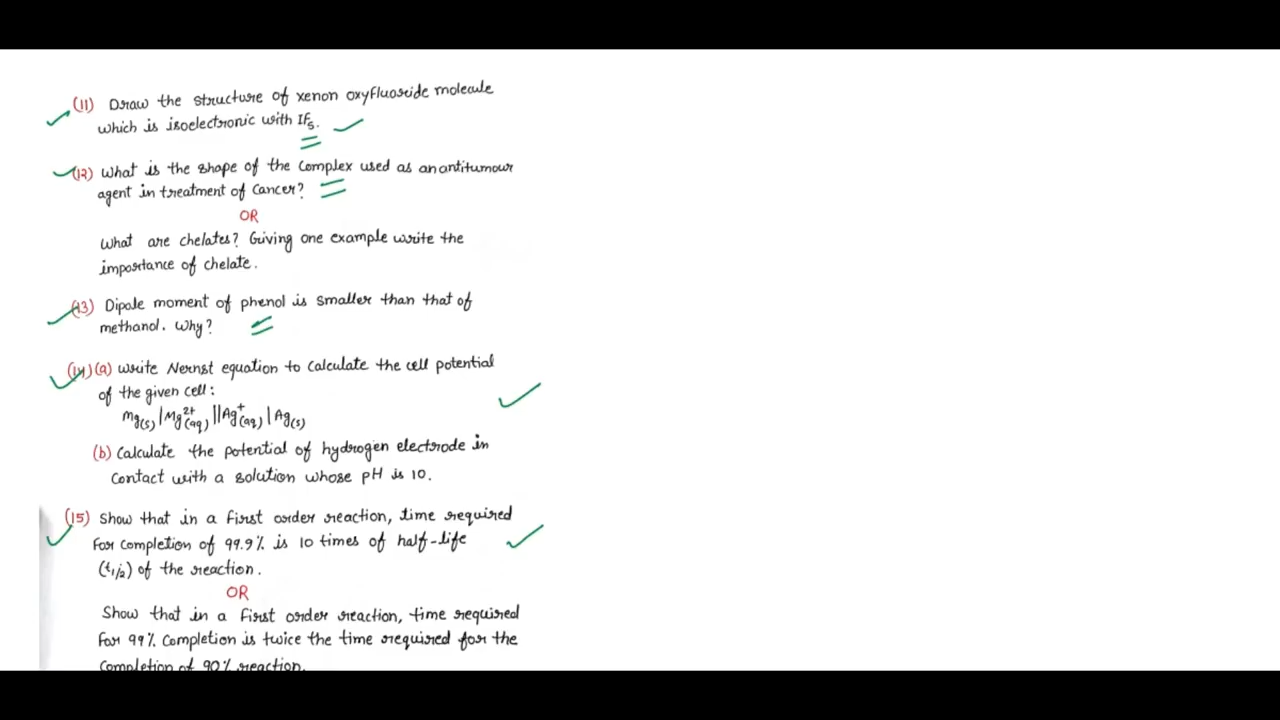 (11) Draw the structure of xenon oxyfluoride molecule
which is isoelectronic with IF₅.
(12) What is the shape of the complex used as an antitumour
agent in treatment of cancer?
OR
What are chelates? Giving one example write the
importance of chelate.
(13) Dipole moment of phenol is smaller than that of
methanol. Why?
(14) (a) Write Nernst equation to calculate the cell potential
of the given cell:
Mg(s) | Mg²⁺(aq) || Ag⁺(aq) | Ag(s)
(b) Calculate the potential of hydrogen electrode in
contact with a solution whose pH is 10.
(15) Show that in a first order reaction, time required
for completion of 99.9% is 10 times of half-life
(t₁/₂) of the reaction.
OR
Show that in a first order reaction, time required
for 99% completion is twice the time required for the
completion of 90% reaction.